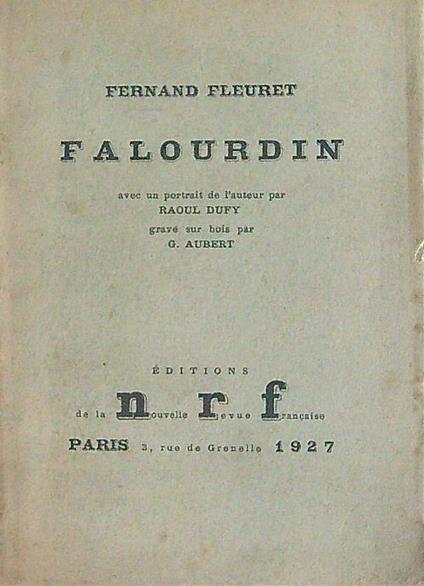 FERNAND FLEURET
FALOURDIN
avec un portrait de l'auteur par
RAOUL DUFY
gravé sur bois par
G. AUBERT
ÉDITIONS
de la nouvelle revue française
PARIS 3, rue de Grenelle 1927